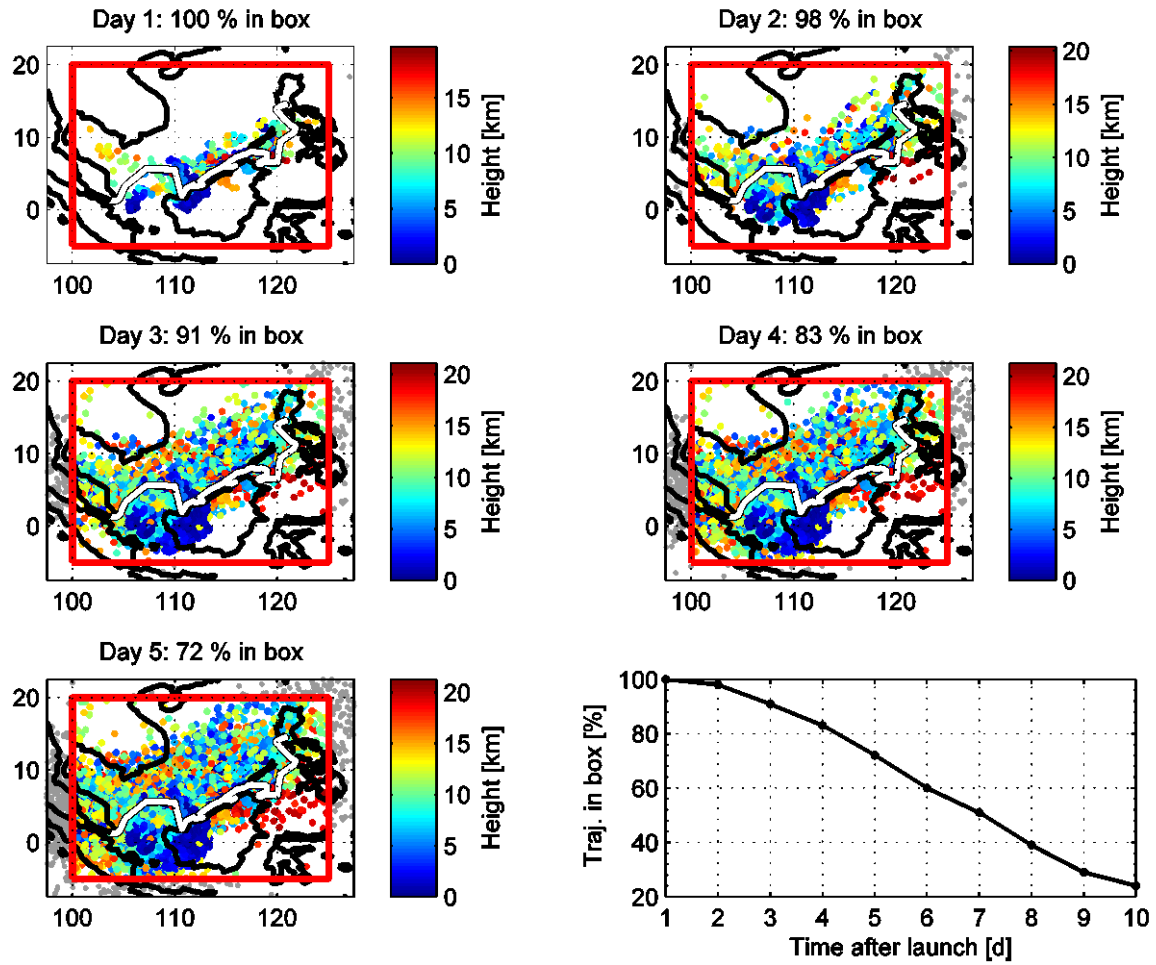 Day 1: 100 % in box
20
10
0
100 110 120
15
10
5
0
Height [km]
Day 2: 98 % in box
20
10
0
100 110 120
20
15
10
5
0
Height [km]
Day 3: 91 % in box
20
10
0
100 110 120
20
15
10
5
0
Height [km]
Day 4: 83 % in box
20
10
0
100 110 120
20
15
10
5
0
Height [km]
Day 5: 72 % in box
20
10
0
100 110 120
20
15
10
5
0
Height [km]
100
80
60
40
20
Traj. in box [%]
1 2 3 4 5 6 7 8 9 10
Time after launch [d]